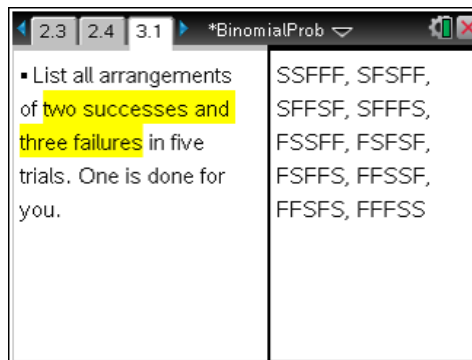 2.3 2.4 3.1 *BinomialProb
▪ List all arrangements
of two successes and
three failures in five
trials. One is done for
you.
SSFFF, SFSFF,
SFFSF, SFFFS,
FSSFF, FSFSF,
FSFFS, FFSSF,
FFSFS, FFFSS